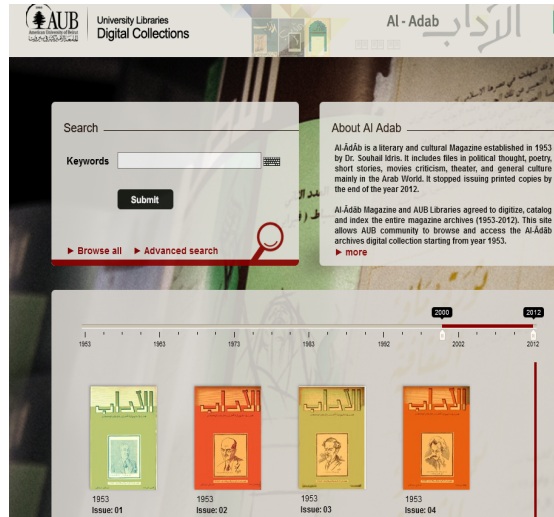 AUB
American University of Beirut
University Libraries
Digital Collections
Al - Adab
الآداب
Search
Keywords
Submit
► Browse all ► Advanced search
About Al Adab
Al-Ādāb is a literary and cultural Magazine established in 1953
by Dr. Souhail Idris. It includes files in political thought, poetry,
short stories, movies criticism, theater, and general culture
mainly in the Arab World. It stopped issuing printed copies by
the end of the year 2012.
Al-Ādāb Magazine and AUB Libraries agreed to digitize, catalog
and index the entire magazine archives (1953-2012). This site
allows AUB community to browse and access the Al-Ādāb
archives digital collection starting from year 1953.
► more
2000 2012
1953 1963 1973 1983 1992 2002 2012
الآداب الآداب الآداب الآداب
1953 1953 1953 1953
Issue: 01 Issue: 02 Issue: 03 Issue: 04